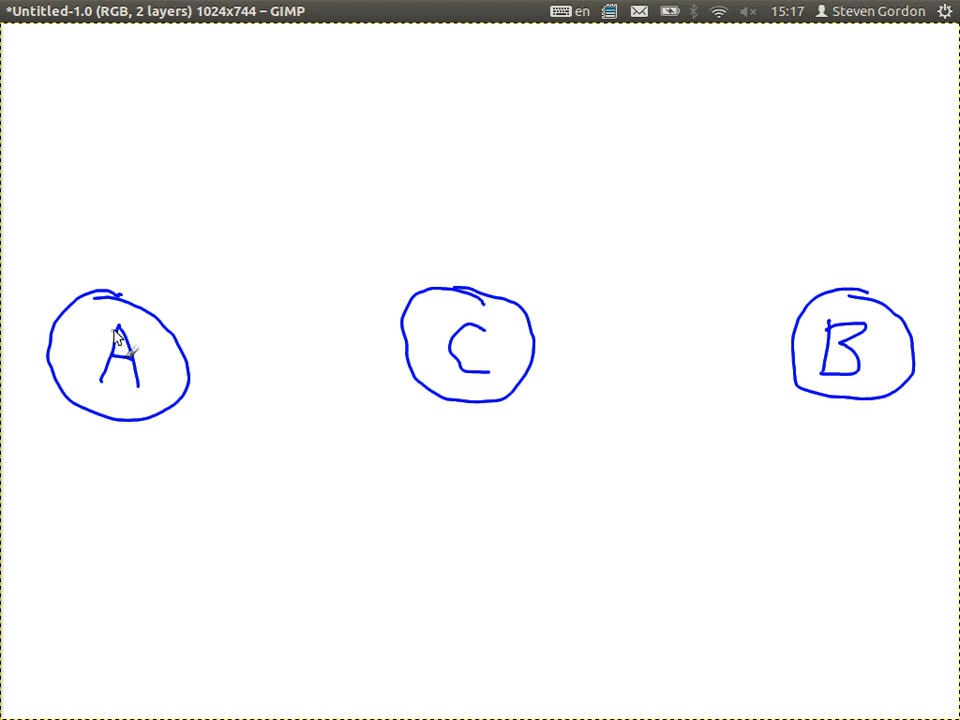 *Untitled-1.0 (RGB, 2 layers) 1024x744 – GIMP en 15:17 Steven Gordon
A C B